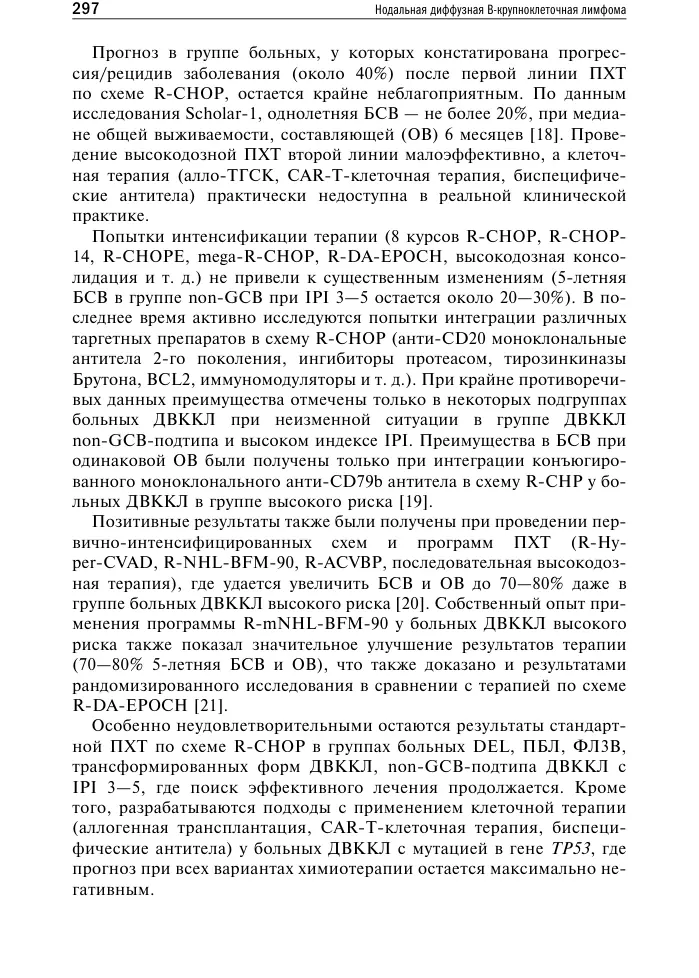 297
Нодальная диффузная В-крупноклеточная лимфома
Прогноз в группе больных, у которых констатирована прогрес-
сия/рецидив заболевания (около 40%) после первой линии ПХТ
по схеме R-CHOP, остается крайне неблагоприятным. По данным
исследования Scholar-1, однолетняя БСВ — не более 20%, при медиа-
не общей выживаемости, составляющей (ОВ) 6 месяцев [18]. Прове-
дение высокодозной ПХТ второй линии малоэффективно, а клеточ-
ная терапия (алло-ТГСК, CAR-T-клеточная терапия, биспецифиче-
ские антитела) практически недоступна в реальной клинической
практике.
Попытки интенсификации терапии (8 курсов R-CHOP, R-CHOP-
14, R-CHOPE, mega-R-CHOP, R-DA-EPOCH, высокодозная консо-
лидация и т. д.) не привели к существенным изменениям (5-летняя
БСВ в группе non-GCB при IPI 3—5 остается около 20—30%). В по-
следнее время активно исследуются попытки интеграции различных
таргетных препаратов в схему R-CHOP (анти-CD20 моноклональные
антитела 2-го поколения, ингибиторы протеасом, тирозинкиназы
Брутона, BCL2, иммуномодуляторы и т. д.). При крайне противоречи-
вых данных преимущества отмечены только в некоторых подгруппах
больных ДВККЛ при неизменной ситуации в группе ДВККЛ
non-GCB-подтипа и высоком индексе IPI. Преимущества в БСВ при
одинаковой ОВ были получены только при интеграции конъюгиро-
ванного моноклонального анти-CD79b антитела в схему R-CHP у бо-
льных ДВККЛ в группе высокого риска [19].
Позитивные результаты также были получены при проведении пер-
вично-интенсифицированных схем и программ ПХТ (R-Hy-
per-CVAD, R-NHL-BFM-90, R-ACVBP, последовательная высокодоз-
ная терапия), где удается увеличить БСВ и ОВ до 70—80% даже в
группе больных ДВККЛ высокого риска [20]. Собственный опыт при-
менения программы R-mNHL-BFM-90 у больных ДВККЛ высокого
риска также показал значительное улучшение результатов терапии
(70—80% 5-летняя БСВ и ОВ), что также доказано и результатами
рандомизированного исследования в сравнении с терапией по схеме
R-DA-EPOCH [21].
Особенно неудовлетворительными остаются результаты стандарт-
ной ПХТ по схеме R-CHOP в группах больных DEL, ПБЛ, ФЛ3В,
трансформированных форм ДВККЛ, non-GCB-подтипа ДВККЛ с
IPI 3—5, где поиск эффективного лечения продолжается. Кроме
того, разрабатываются подходы с применением клеточной терапии
(аллогенная трансплантация, CAR-T-клеточная терапия, биспеци-
фические антитела) у больных ДВККЛ с мутацией в гене TP53, где
прогноз при всех вариантах химиотерапии остается максимально не-
гативным.